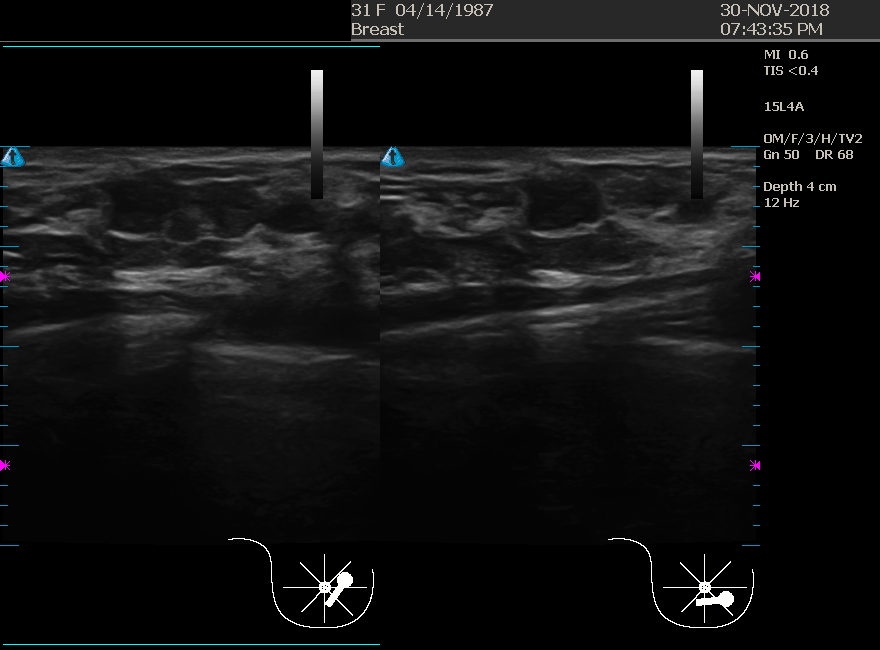 31 F 04/14/1987
30-NOV-2018
Breast
07:43:35 PM
MI 0.6
TIS <0.4
15L4A
OM/F/3/H/TV2
Gn 50 DR 68
Depth 4 cm
12 Hz